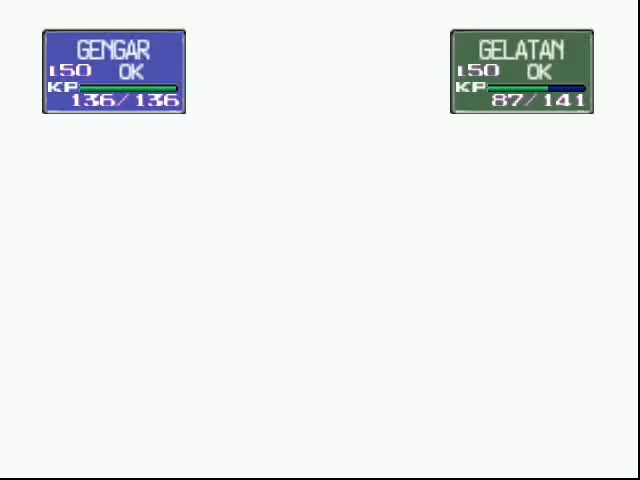 GENGAR
L50 OK
KP
136/136
GELATAN
L50 OK
KP
87/141